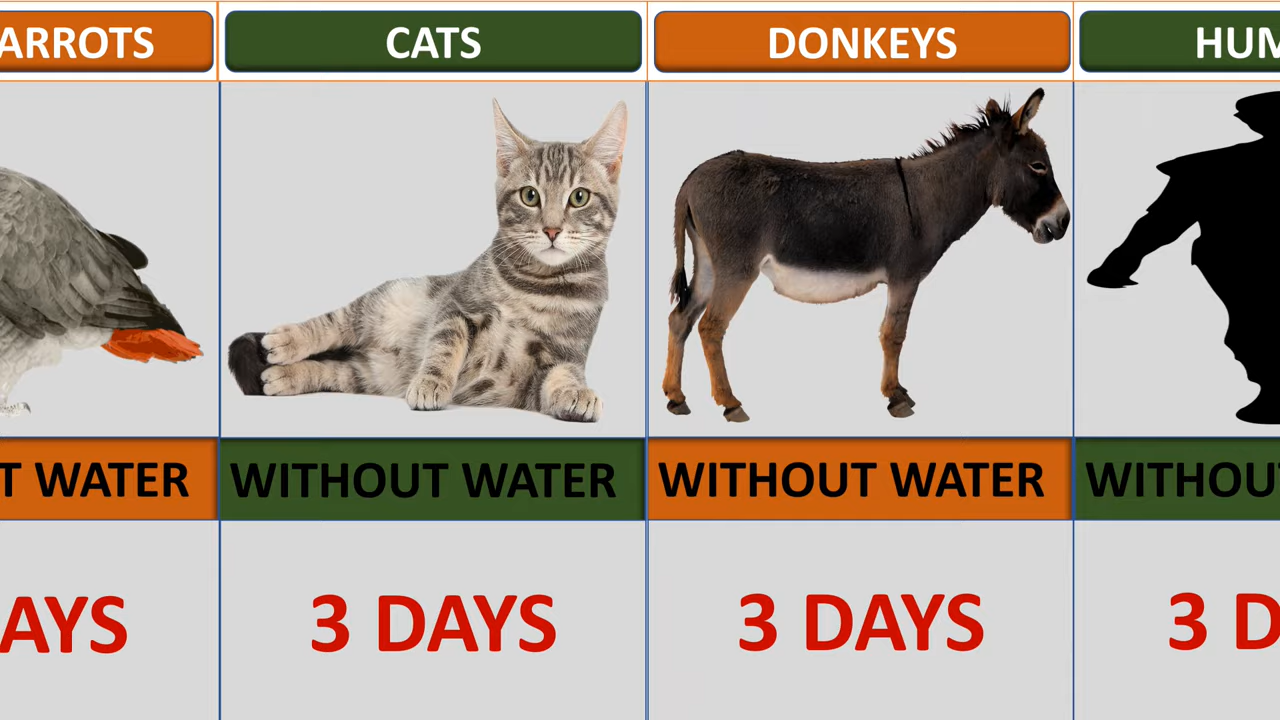 ARROTS
CATS
DONKEYS
HUM
T WATER
WITHOUT WATER
WITHOUT WATER
WITHOU
AYS
3 DAYS
3 DAYS
3 D